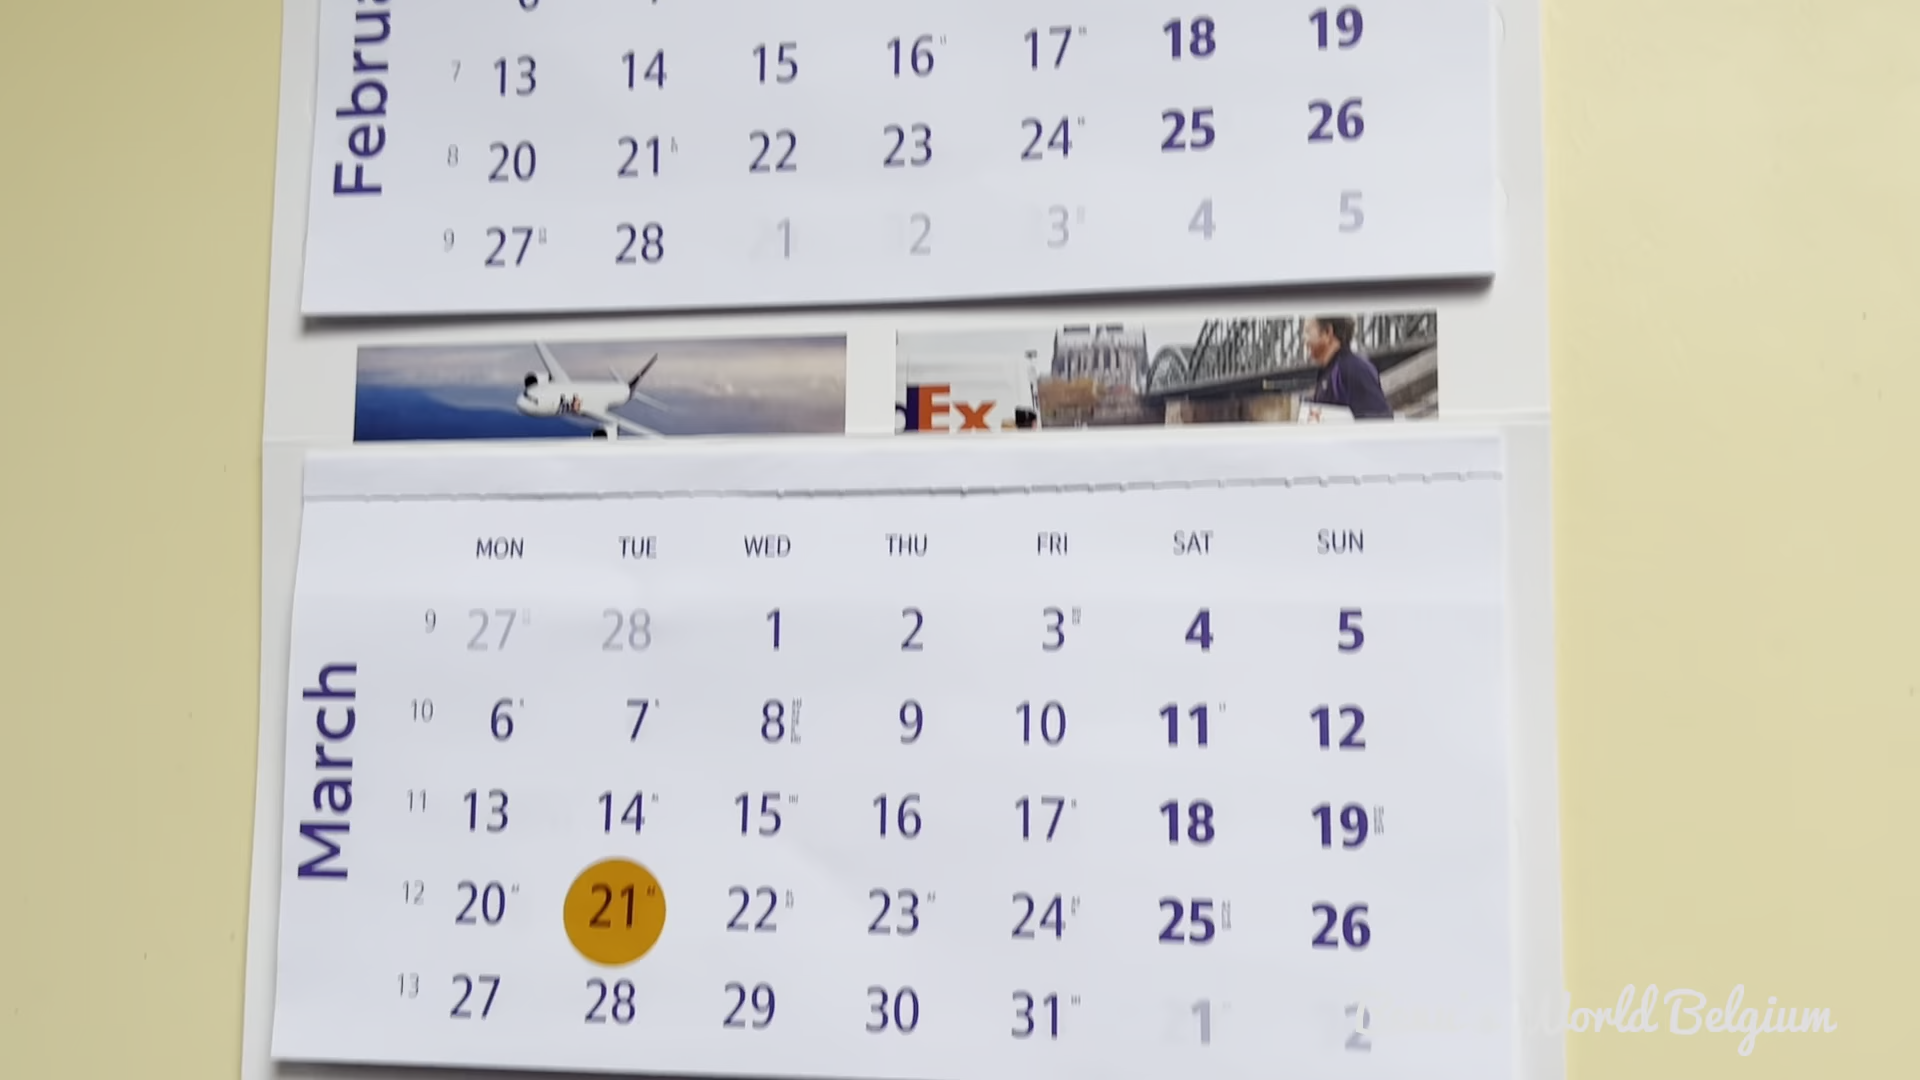 Februa
7 13 14 15 16 17 18 19
8 20 21 22 23 24 25 26
9 27 28 1 2 3 4 5
Ex
MON TUE WED THU FRI SAT SUN
March
9 27 28 1 2 3 4 5
10 6 7 8 9 10 11 12
11 13 14 15 16 17 18 19
12 20 21 22 23 24 25 26
13 27 28 29 30 31 1 2
World Belgium